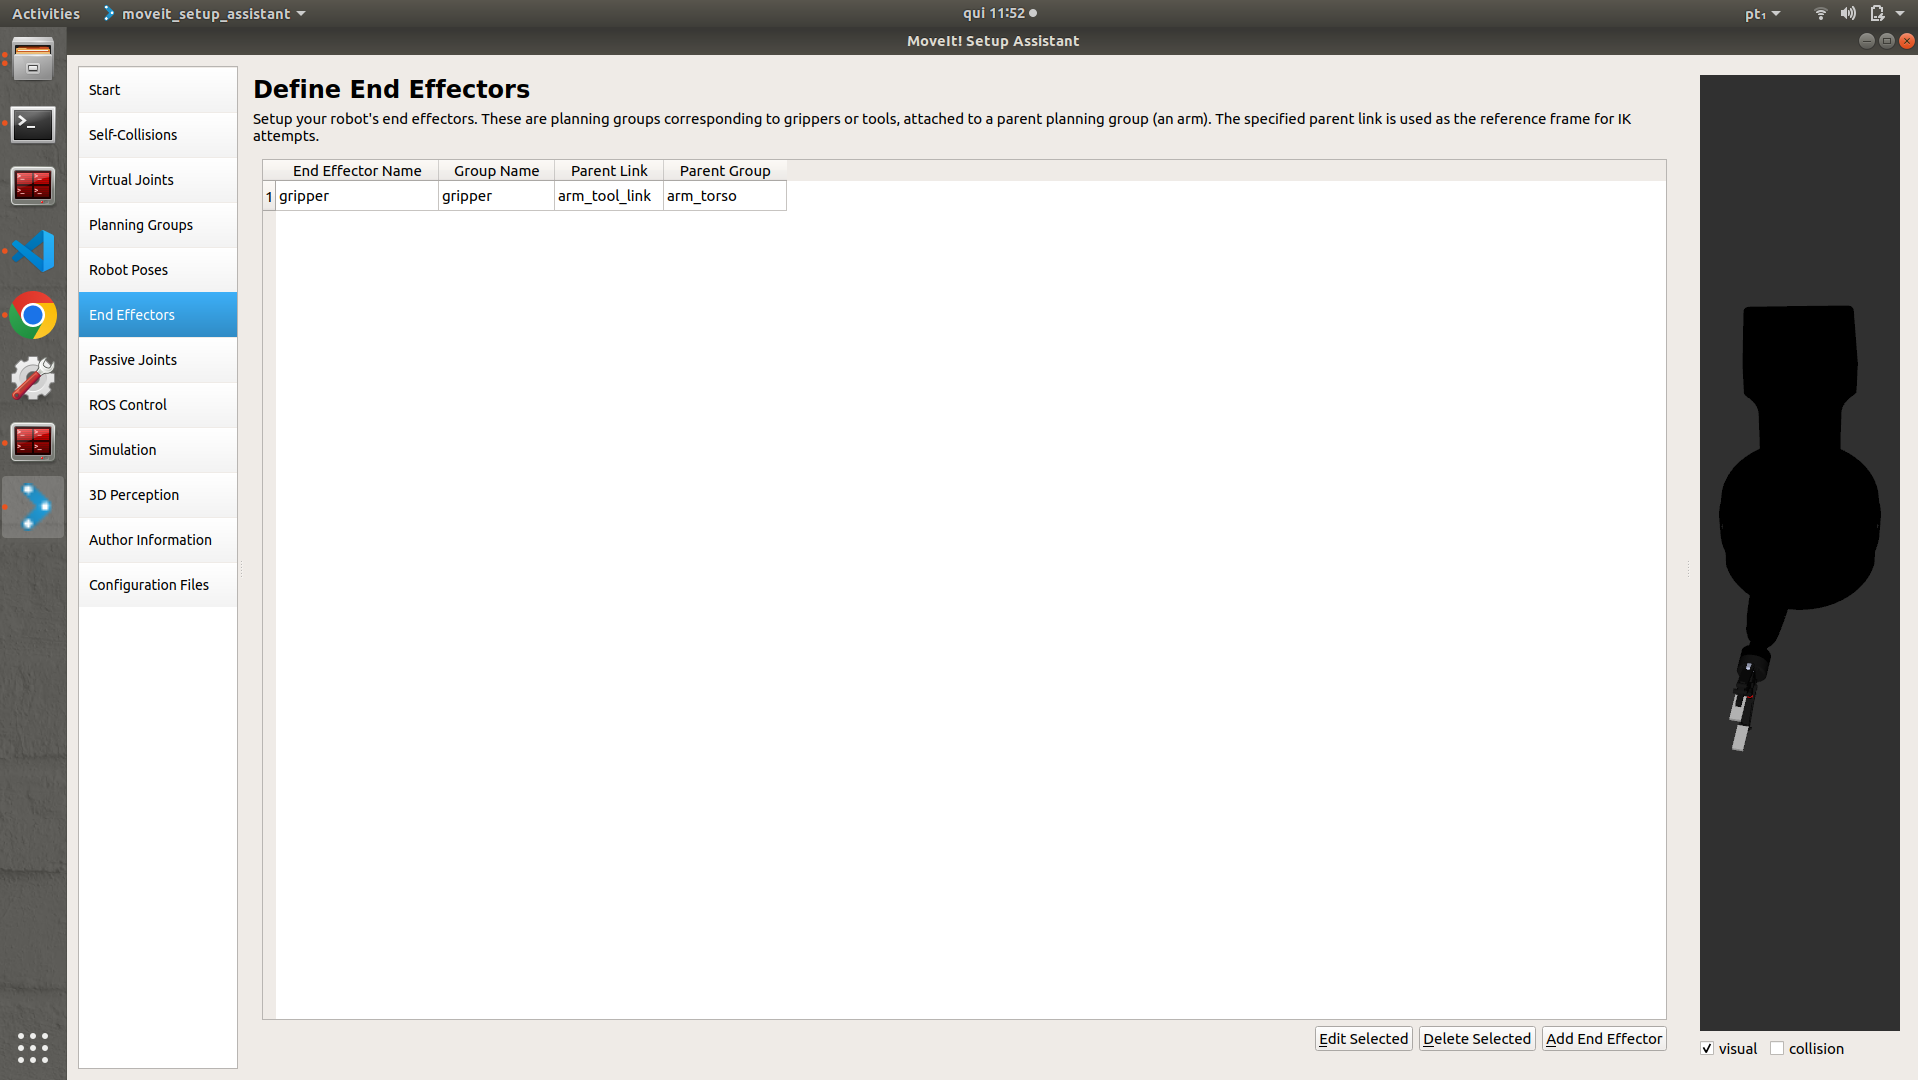 Activities moveit_setup_assistant qui 11:52 pt₁
MoveIt! Setup Assistant
Start
Self-Collisions
Virtual Joints
Planning Groups
Robot Poses
End Effectors
Passive Joints
ROS Control
Simulation
3D Perception
Author Information
Configuration Files
Define End Effectors
Setup your robot's end effectors. These are planning groups corresponding to grippers or tools, attached to a parent planning group (an arm). The specified parent link is used as the reference frame for IK
attempts.
End Effector Name Group Name Parent Link Parent Group
1 gripper gripper arm_tool_link arm_torso
Edit Selected Delete Selected Add End Effector
visual collision